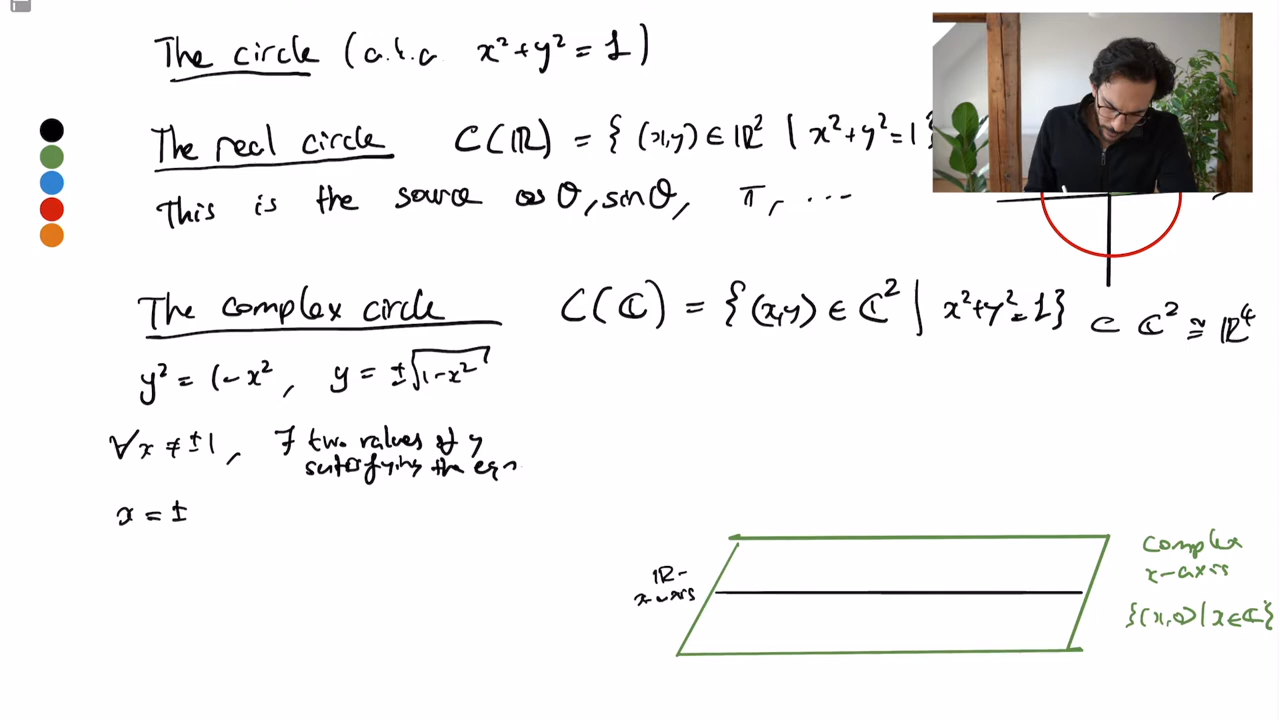 The circle (a.k.a x² + y² = 1)
The real circle C(ℝ) = { (x,y) ∈ ℝ² | x² + y² = 1 }
This is the source cos θ, sin θ, π, ...
The complex circle C(ℂ) = {(x,y) ∈ ℂ² | x² + y² = 1} ⊂ ℂ² ≅ ℝ⁴
y² = 1 - x², y = ±√1-x²
∀x ≠ ±1, ∃ two values of y
satisfying the eqn
x = ±
ℝ-
x-axis
complex
x-axis
{(x,0) | x ∈ ℂ}